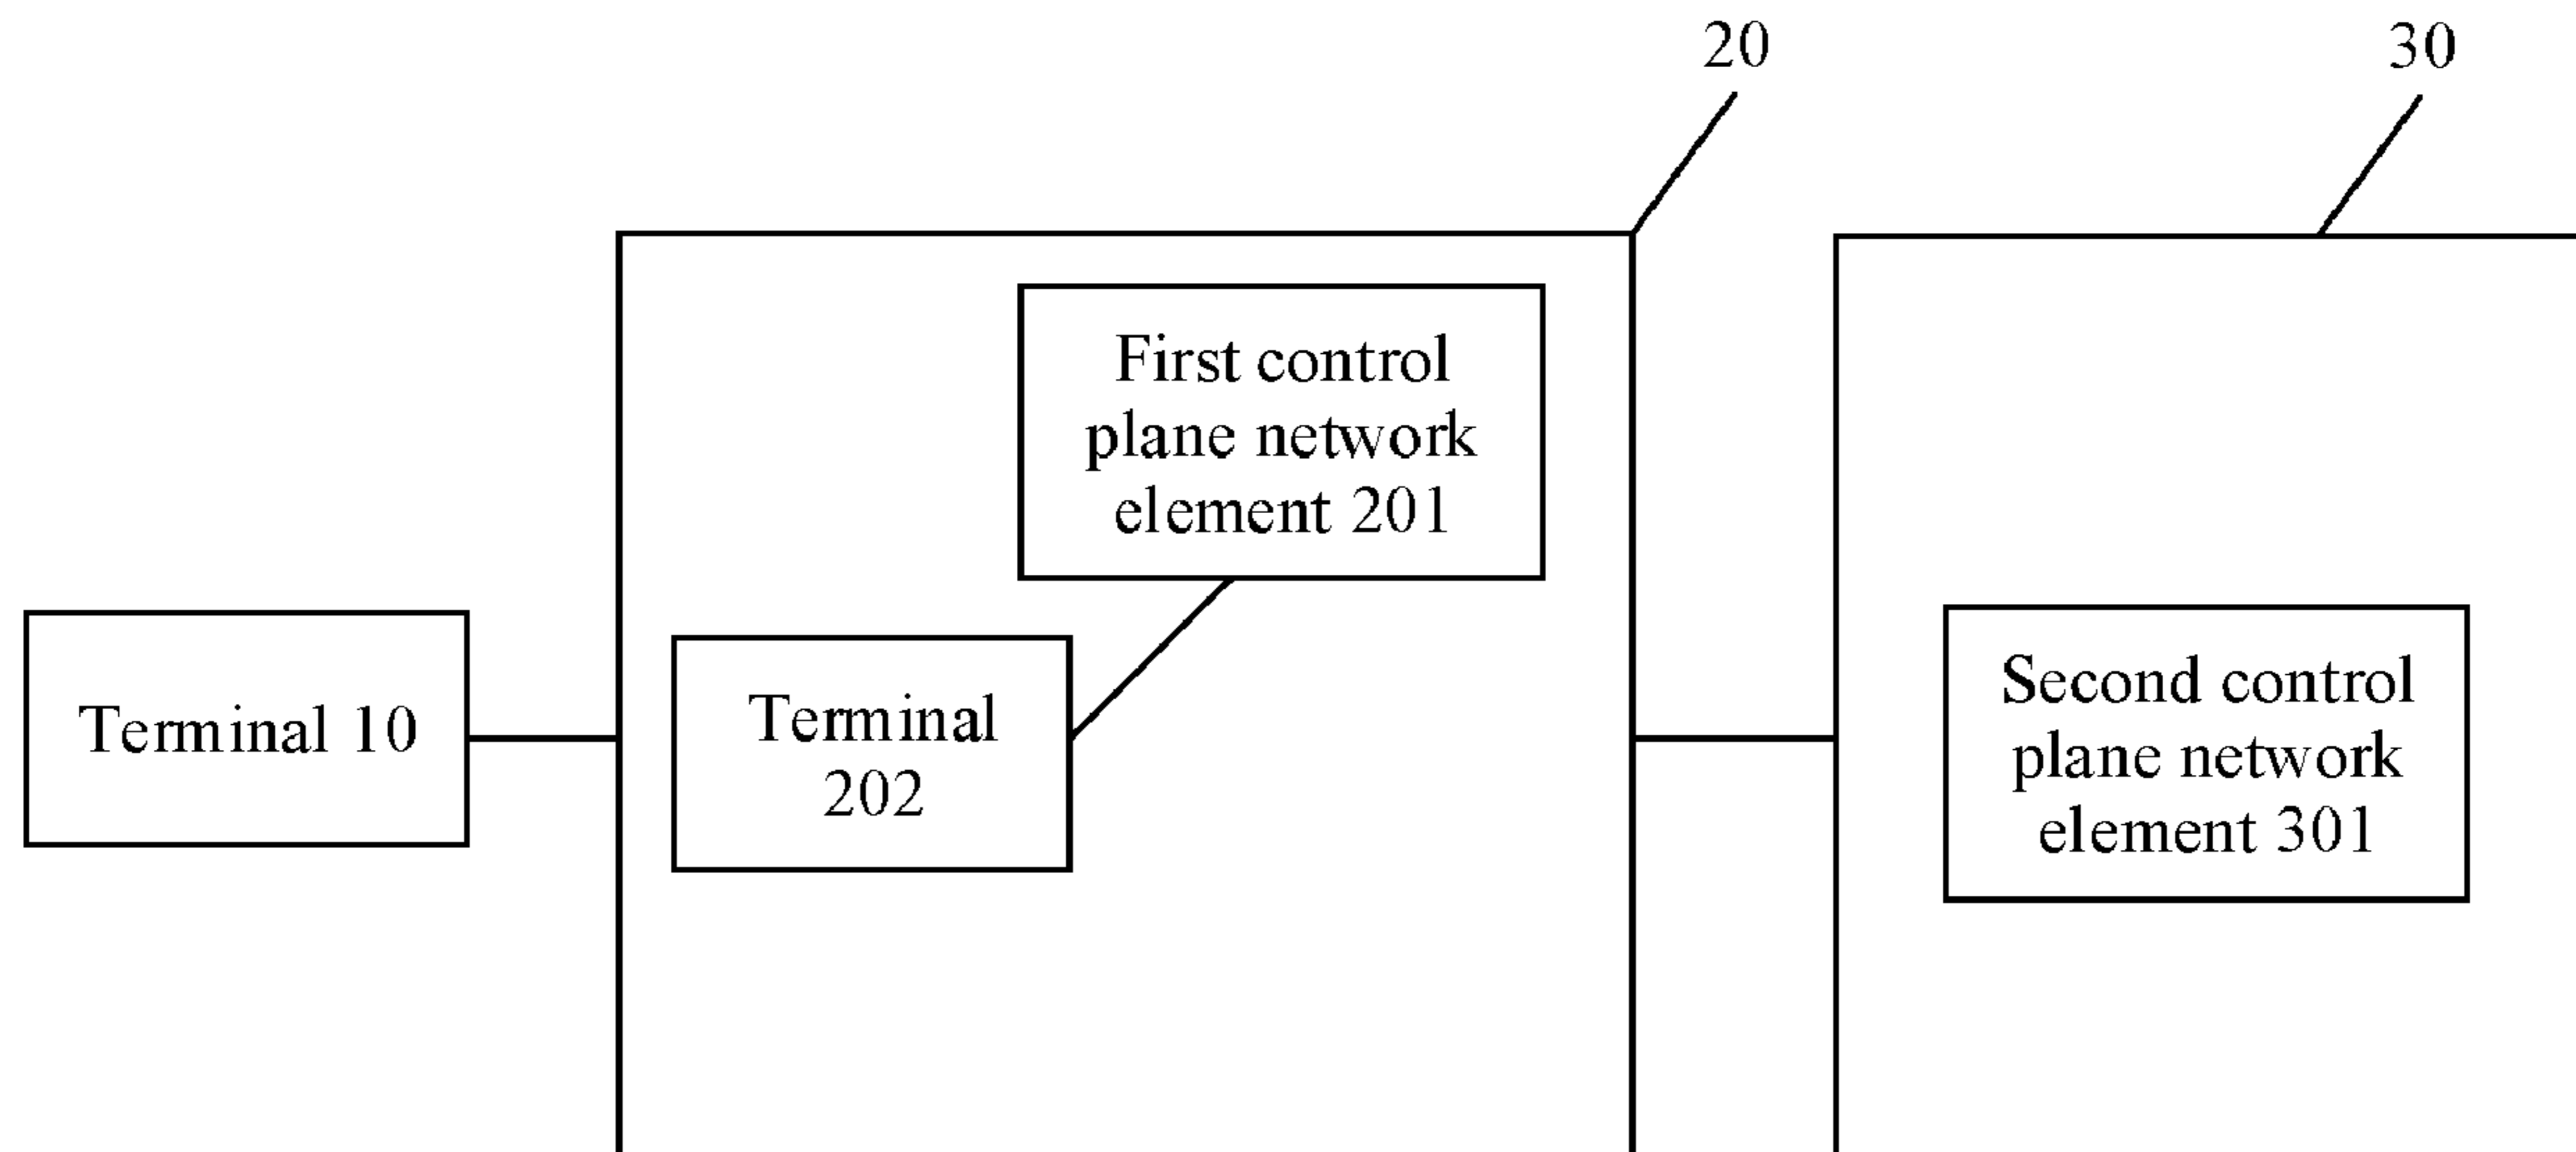 20
30
First control
plane network
element 201
Terminal 10
Terminal
202
Second control
plane network
element 301